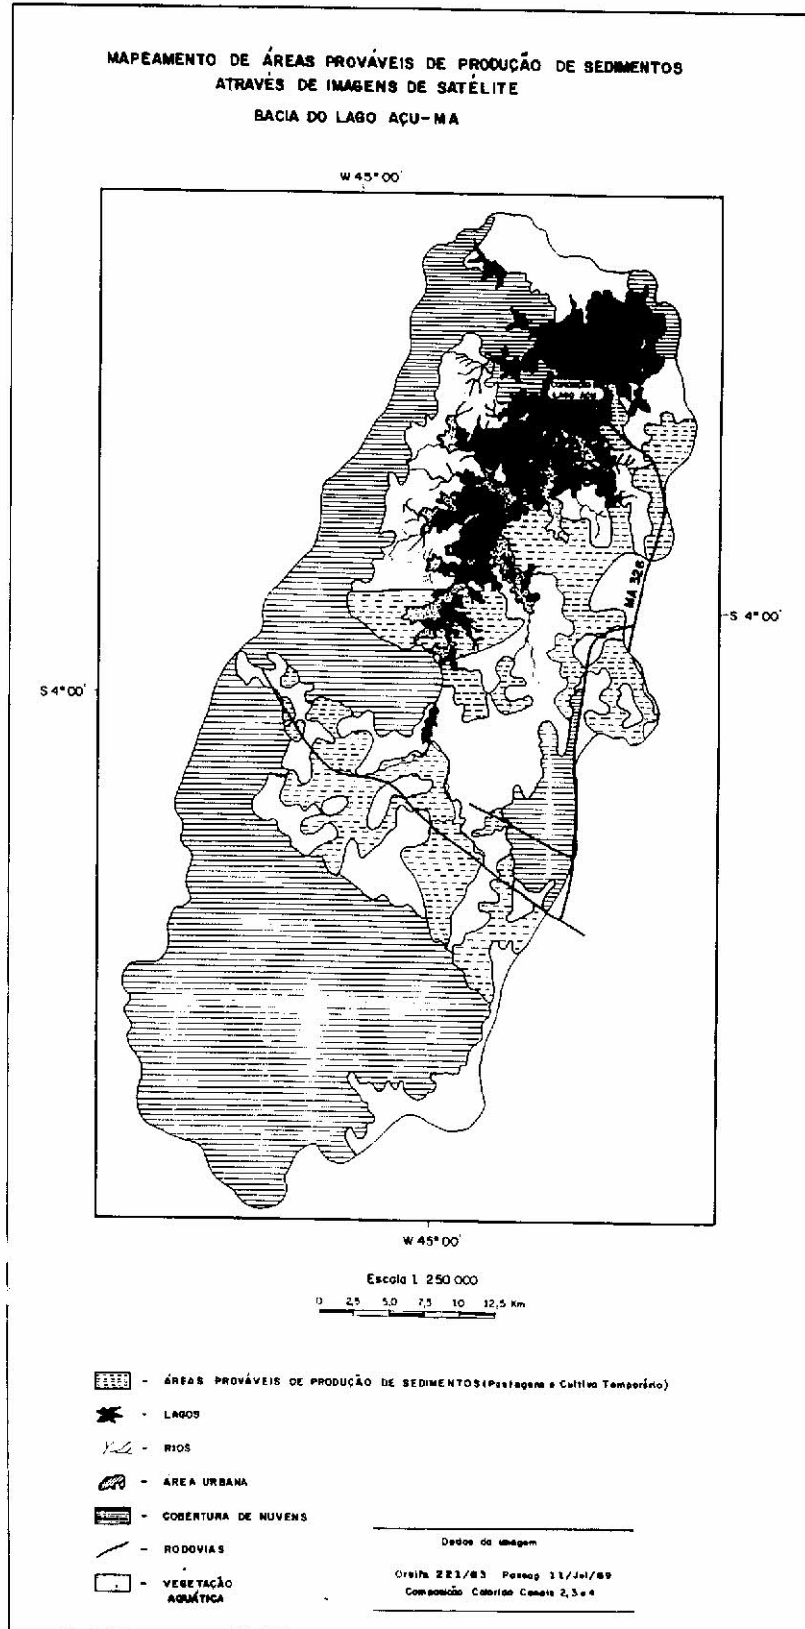 MAPEAMENTO DE ÁREAS PROVÁVEIS DE PRODUÇÃO DE SEDIMENTOS
ATRAVÉS DE IMAGENS DE SATÉLITE
BACIA DO LAGO AÇU-MA
W 45°00'
CONCEIÇÃO
LAGO AÇU
MA 326
S 4°00'
S 4°00'
W 45°00'
Escala 1 250 000
0 2,5 5,0 7,5 10 12,5 Km
- ÁREAS PROVÁVEIS DE PRODUÇÃO DE SEDIMENTOS (Pastagens e Cultivo Temporário)
- LAGOS
- RIOS
- ÁREA URBANA
- COBERTURA DE NUVENS
- RODOVIAS
- VEGETAÇÃO
AQUÁTICA
Dados da imagem
Orbita 221/63 Passag 11/Jul/89
Composição Colorida Canais 2,3 e 4